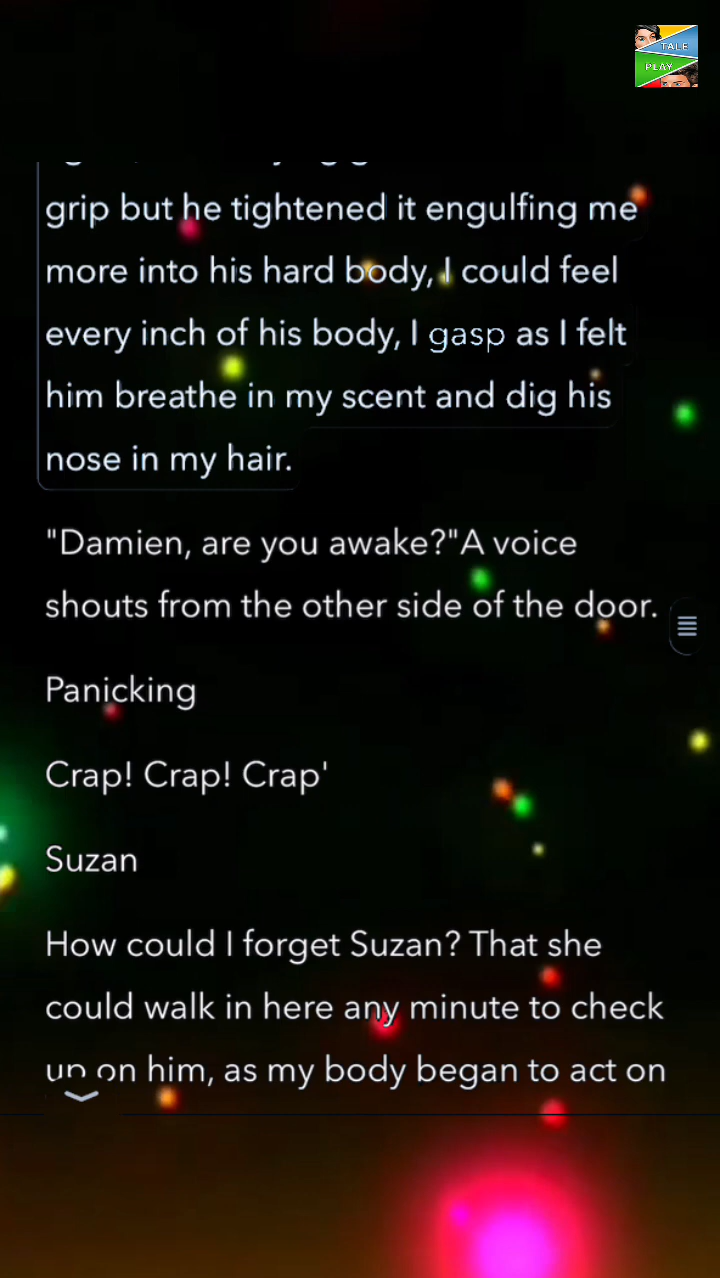 TALE
PLAY
grip but he tightened it engulfing me
more into his hard body, I could feel
every inch of his body, I gasp as I felt
him breathe in my scent and dig his
nose in my hair.
"Damien, are you awake?"A voice
shouts from the other side of the door.
Panicking
Crap! Crap! Crap'
Suzan
How could I forget Suzan? That she
could walk in here any minute to check
up on him, as my body began to act on